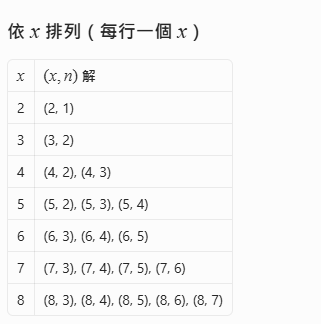 依 x 排列（每行一個 x）
x (x, n) 解
2 (2, 1)
3 (3, 2)
4 (4, 2), (4, 3)
5 (5, 2), (5, 3), (5, 4)
6 (6, 3), (6, 4), (6, 5)
7 (7, 3), (7, 4), (7, 5), (7, 6)
8 (8, 3), (8, 4), (8, 5), (8, 6), (8, 7)